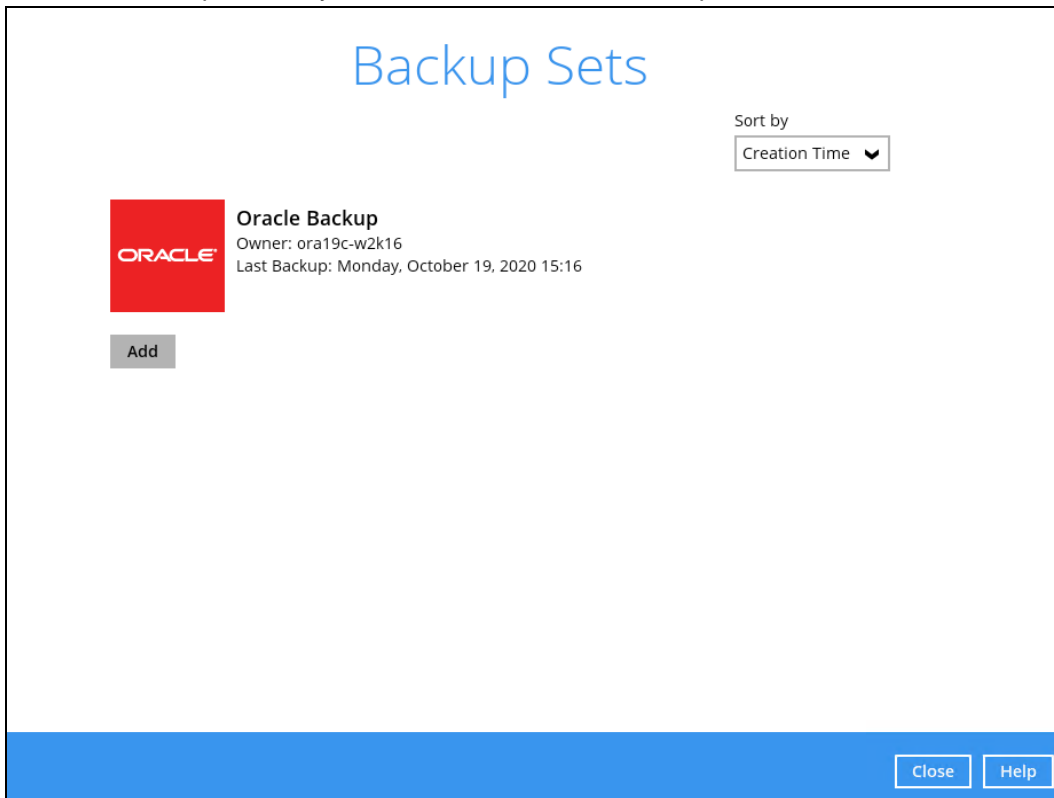 Backup Sets
Sort by
Creation Time
ORACLE
Oracle Backup
Owner: ora19c-w2k16
Last Backup: Monday, October 19, 2020 15:16
Add
Close
Help